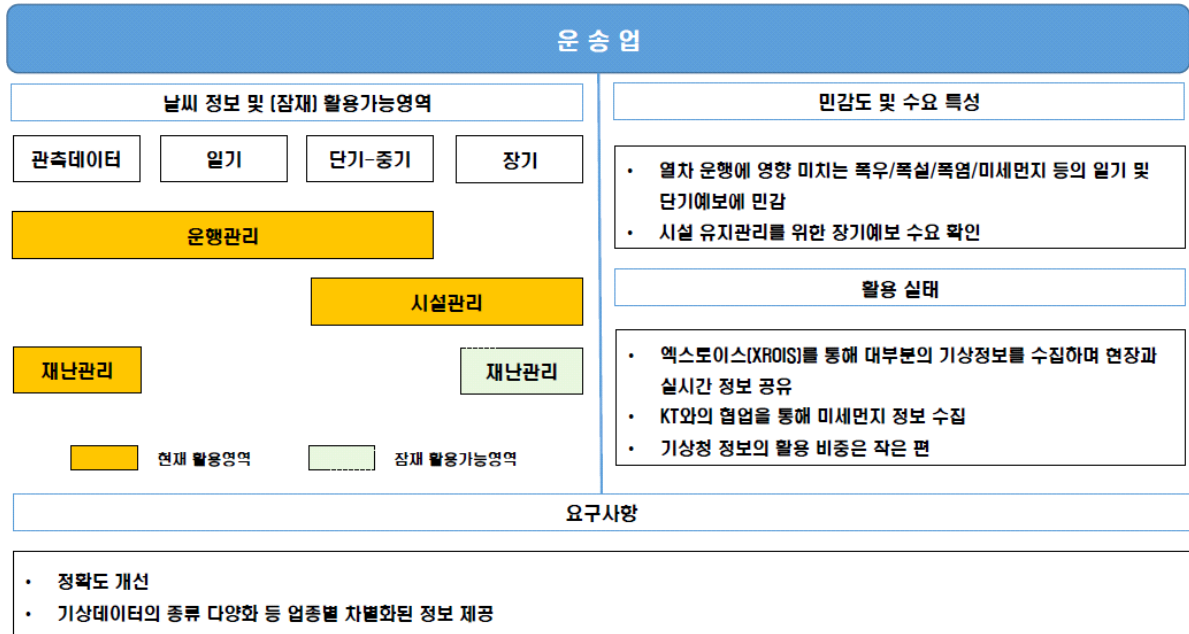 운 송 업
날씨 정보 및 (잠재) 활용가능영역
관측데이터
일기
단기-중기
장기
운행관리
시설관리
재난관리
재난관리
현재 활용영역
잠재 활용가능영역
민감도 및 수요 특성
• 열차 운행에 영향 미치는 폭우/폭설/폭염/미세먼지 등의 일기 및
단기예보에 민감
• 시설 유지관리를 위한 장기예보 수요 확인
활용 실태
• 엑스토이스(XROIS)를 통해 대부분의 기상정보를 수집하며 현장과
실시간 정보 공유
• KT와의 협업을 통해 미세먼지 정보 수집
• 기상청 정보의 활용 비중은 작은 편
요구사항
• 정확도 개선
• 기상데이터의 종류 다양화 등 업종별 차별화된 정보 제공